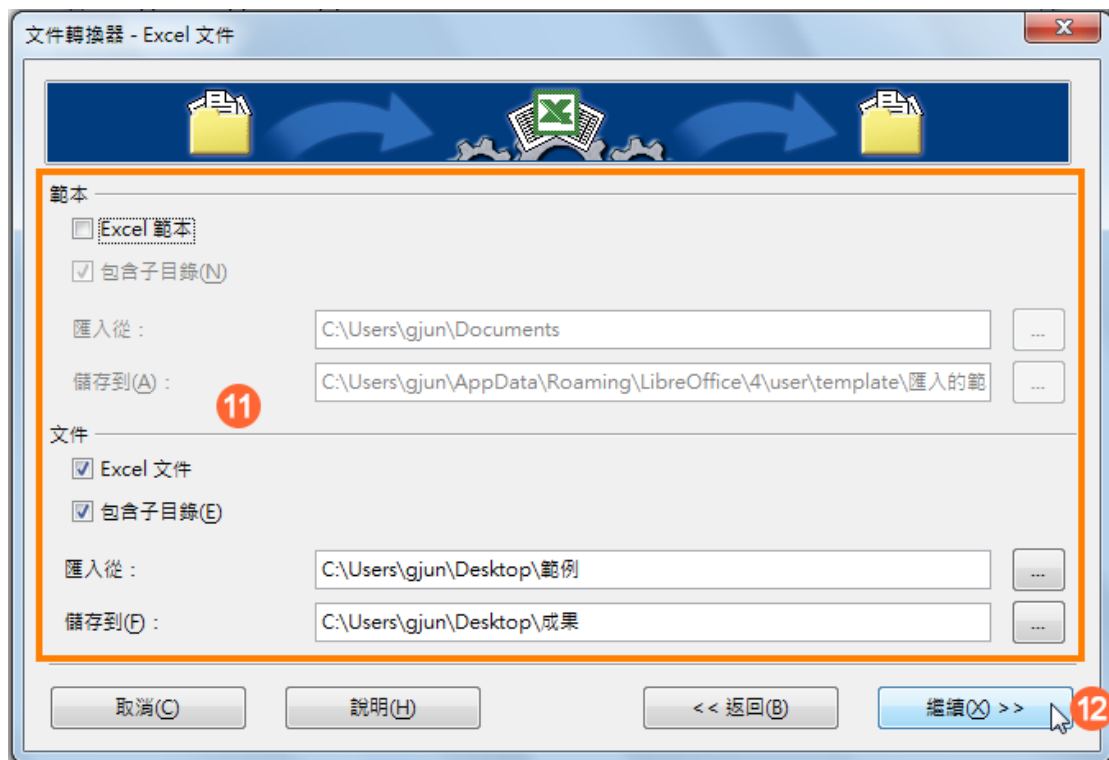 文件轉換器 - Excel 文件
範本
Excel 範本
包含子目錄(N)
匯入從：
C:\Users\gjun\Documents
...
儲存到(A)：
C:\Users\gjun\AppData\Roaming\LibreOffice\4\user\template\匯入的範
...
11
文件
Excel 文件
包含子目錄(E)
匯入從：
C:\Users\gjun\Desktop\範例
...
儲存到(F)：
C:\Users\gjun\Desktop\成果
...
取消(C)
說明(H)
<< 返回(B)
繼續(X) >>
12